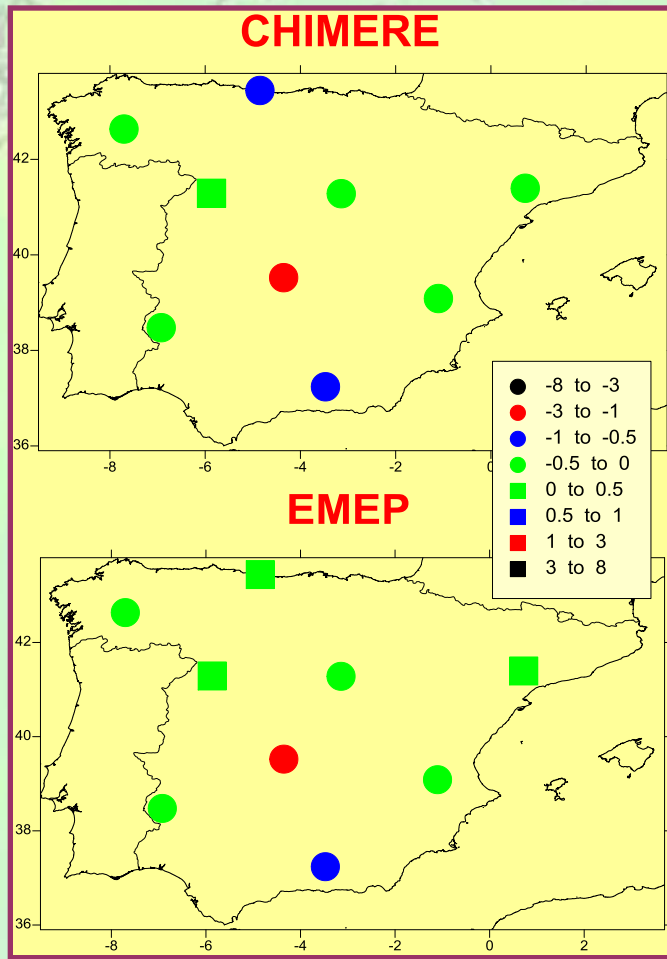 CHIMERE
42
40
38
36
-8 -6 -4 -2 0
-8 to -3
-3 to -1
-1 to -0.5
-0.5 to 0
0 to 0.5
0.5 to 1
1 to 3
3 to 8
EMEP
42
40
38
36
-8 -6 -4 -2 0 2